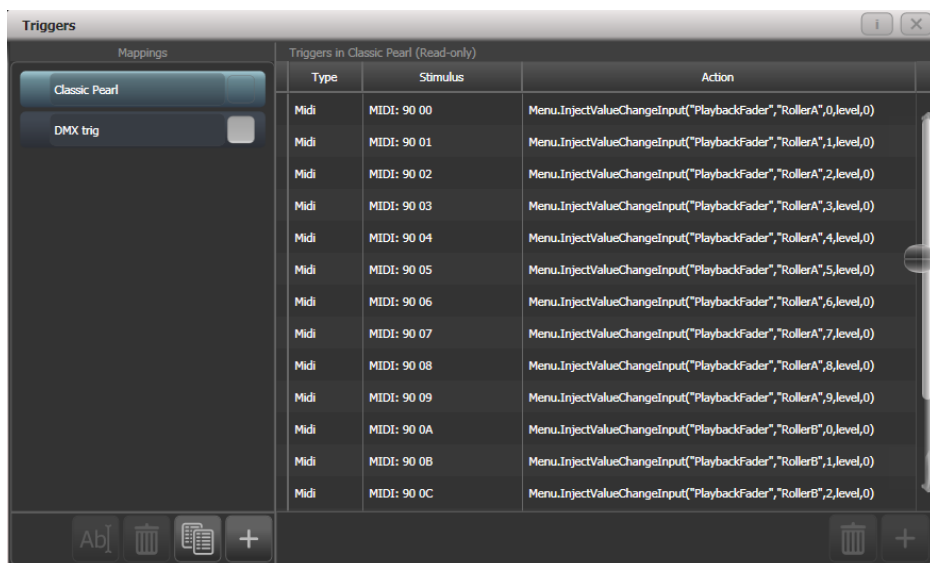 Triggers
Mappings
Triggers in Classic Pearl (Read-only)
Classic Pearl
DMX trig
Type Stimulus Action
Midi MIDI: 90 00 Menu.InjectValueChangeInput("PlaybackFader","RollerA",0,level,0)
Midi MIDI: 90 01 Menu.InjectValueChangeInput("PlaybackFader","RollerA",1,level,0)
Midi MIDI: 90 02 Menu.InjectValueChangeInput("PlaybackFader","RollerA",2,level,0)
Midi MIDI: 90 03 Menu.InjectValueChangeInput("PlaybackFader","RollerA",3,level,0)
Midi MIDI: 90 04 Menu.InjectValueChangeInput("PlaybackFader","RollerA",4,level,0)
Midi MIDI: 90 05 Menu.InjectValueChangeInput("PlaybackFader","RollerA",5,level,0)
Midi MIDI: 90 06 Menu.InjectValueChangeInput("PlaybackFader","RollerA",6,level,0)
Midi MIDI: 90 07 Menu.InjectValueChangeInput("PlaybackFader","RollerA",7,level,0)
Midi MIDI: 90 08 Menu.InjectValueChangeInput("PlaybackFader","RollerA",8,level,0)
Midi MIDI: 90 09 Menu.InjectValueChangeInput("PlaybackFader","RollerA",9,level,0)
Midi MIDI: 90 0A Menu.InjectValueChangeInput("PlaybackFader","RollerB",0,level,0)
Midi MIDI: 90 0B Menu.InjectValueChangeInput("PlaybackFader","RollerB",1,level,0)
Midi MIDI: 90 0C Menu.InjectValueChangeInput("PlaybackFader","RollerB",2,level,0)
Ab